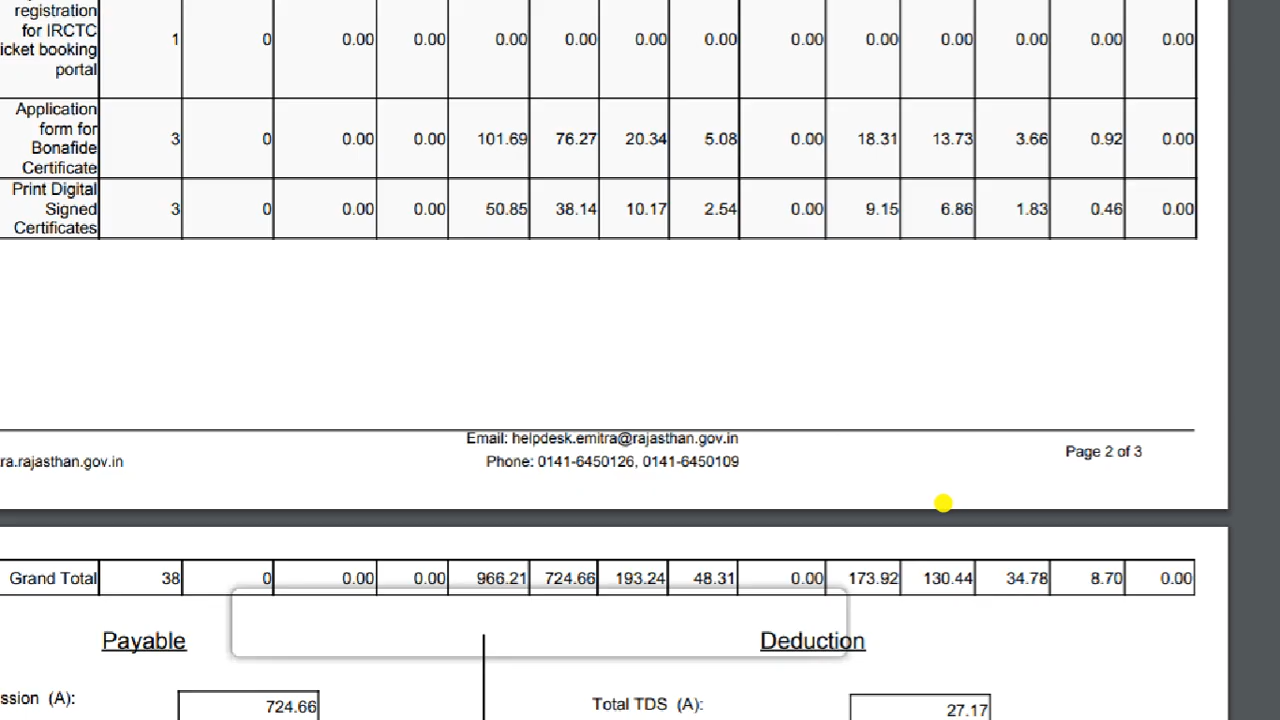 registration
for IRCTC
icket booking
portal
1 0 0.00 0.00 0.00 0.00 0.00 0.00 0.00 0.00 0.00 0.00 0.00 0.00
Application
form for
Bonafide
Certificate
3 0 0.00 0.00 101.69 76.27 20.34 5.08 0.00 18.31 13.73 3.66 0.92 0.00
Print Digital
Signed
Certificates
3 0 0.00 0.00 50.85 38.14 10.17 2.54 0.00 9.15 6.86 1.83 0.46 0.00
Email: helpdesk.emitra@rajasthan.gov.in
ra.rajasthan.gov.in
Phone: 0141-6450126, 0141-6450109
Page 2 of 3
Grand Total 38 0 0.00 0.00 966.21 724.66 193.24 48.31 0.00 173.92 130.44 34.78 8.70 0.00
Payable
Deduction
ssion (A): 724.66
Total TDS (A): 27.17